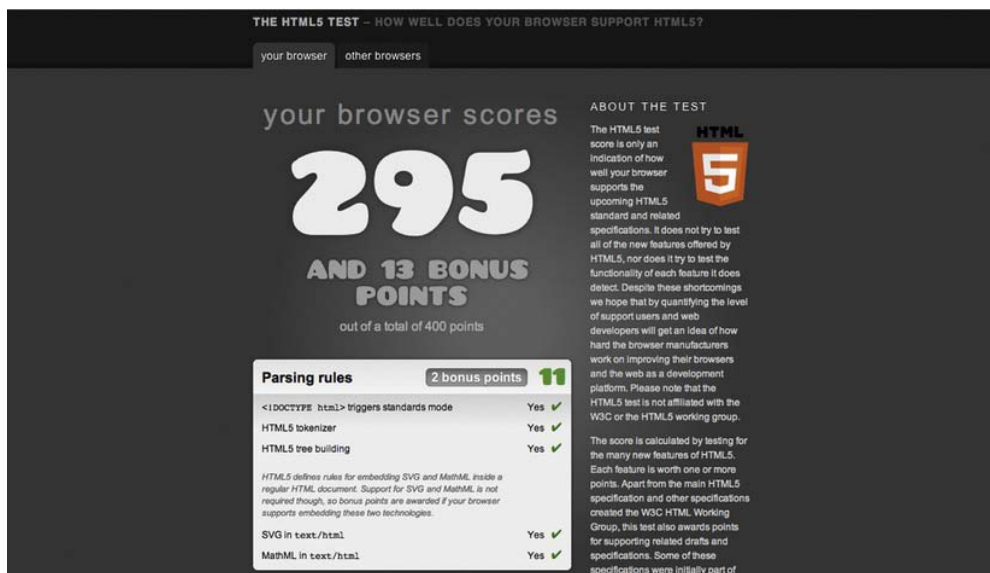 THE HTML5 TEST – HOW WELL DOES YOUR BROWSER SUPPORT HTML5?
your browser
other browsers
your browser scores
295
AND 13 BONUS
POINTS
out of a total of 400 points
Parsing rules
2 bonus points
11
<!DOCTYPE html> triggers standards mode
Yes ✔
HTML5 tokenizer
Yes ✔
HTML5 tree building
Yes ✔
HTML5 defines rules for embedding SVG and MathML inside a
regular HTML document. Support for SVG and MathML is not
required though, so bonus points are awarded if your browser
supports embedding these two technologies.
SVG in text/html
Yes ✔
MathML in text/html
Yes ✔
ABOUT THE TEST
HTML
5
The HTML5 test
score is only an
indication of how
well your browser
supports the
upcoming HTML5
standard and related
specifications. It does not try to test
all of the new features offered by
HTML5, nor does it try to test the
functionality of each feature it does
detect. Despite these shortcomings
we hope that by quantifying the level
of support users and web
developers will get an idea of how
hard the browser manufacturers
work on improving their browsers
and the web as a development
platform. Please note that the
HTML5 test is not affiliated with the
W3C or the HTML5 working group.
The score is calculated by testing for
the many new features of HTML5.
Each feature is worth one or more
points. Apart from the main HTML5
specification and other specifications
created the W3C HTML Working
Group, this test also awards points
for supporting related drafts and
specifications. Some of these
specifications were initially part of